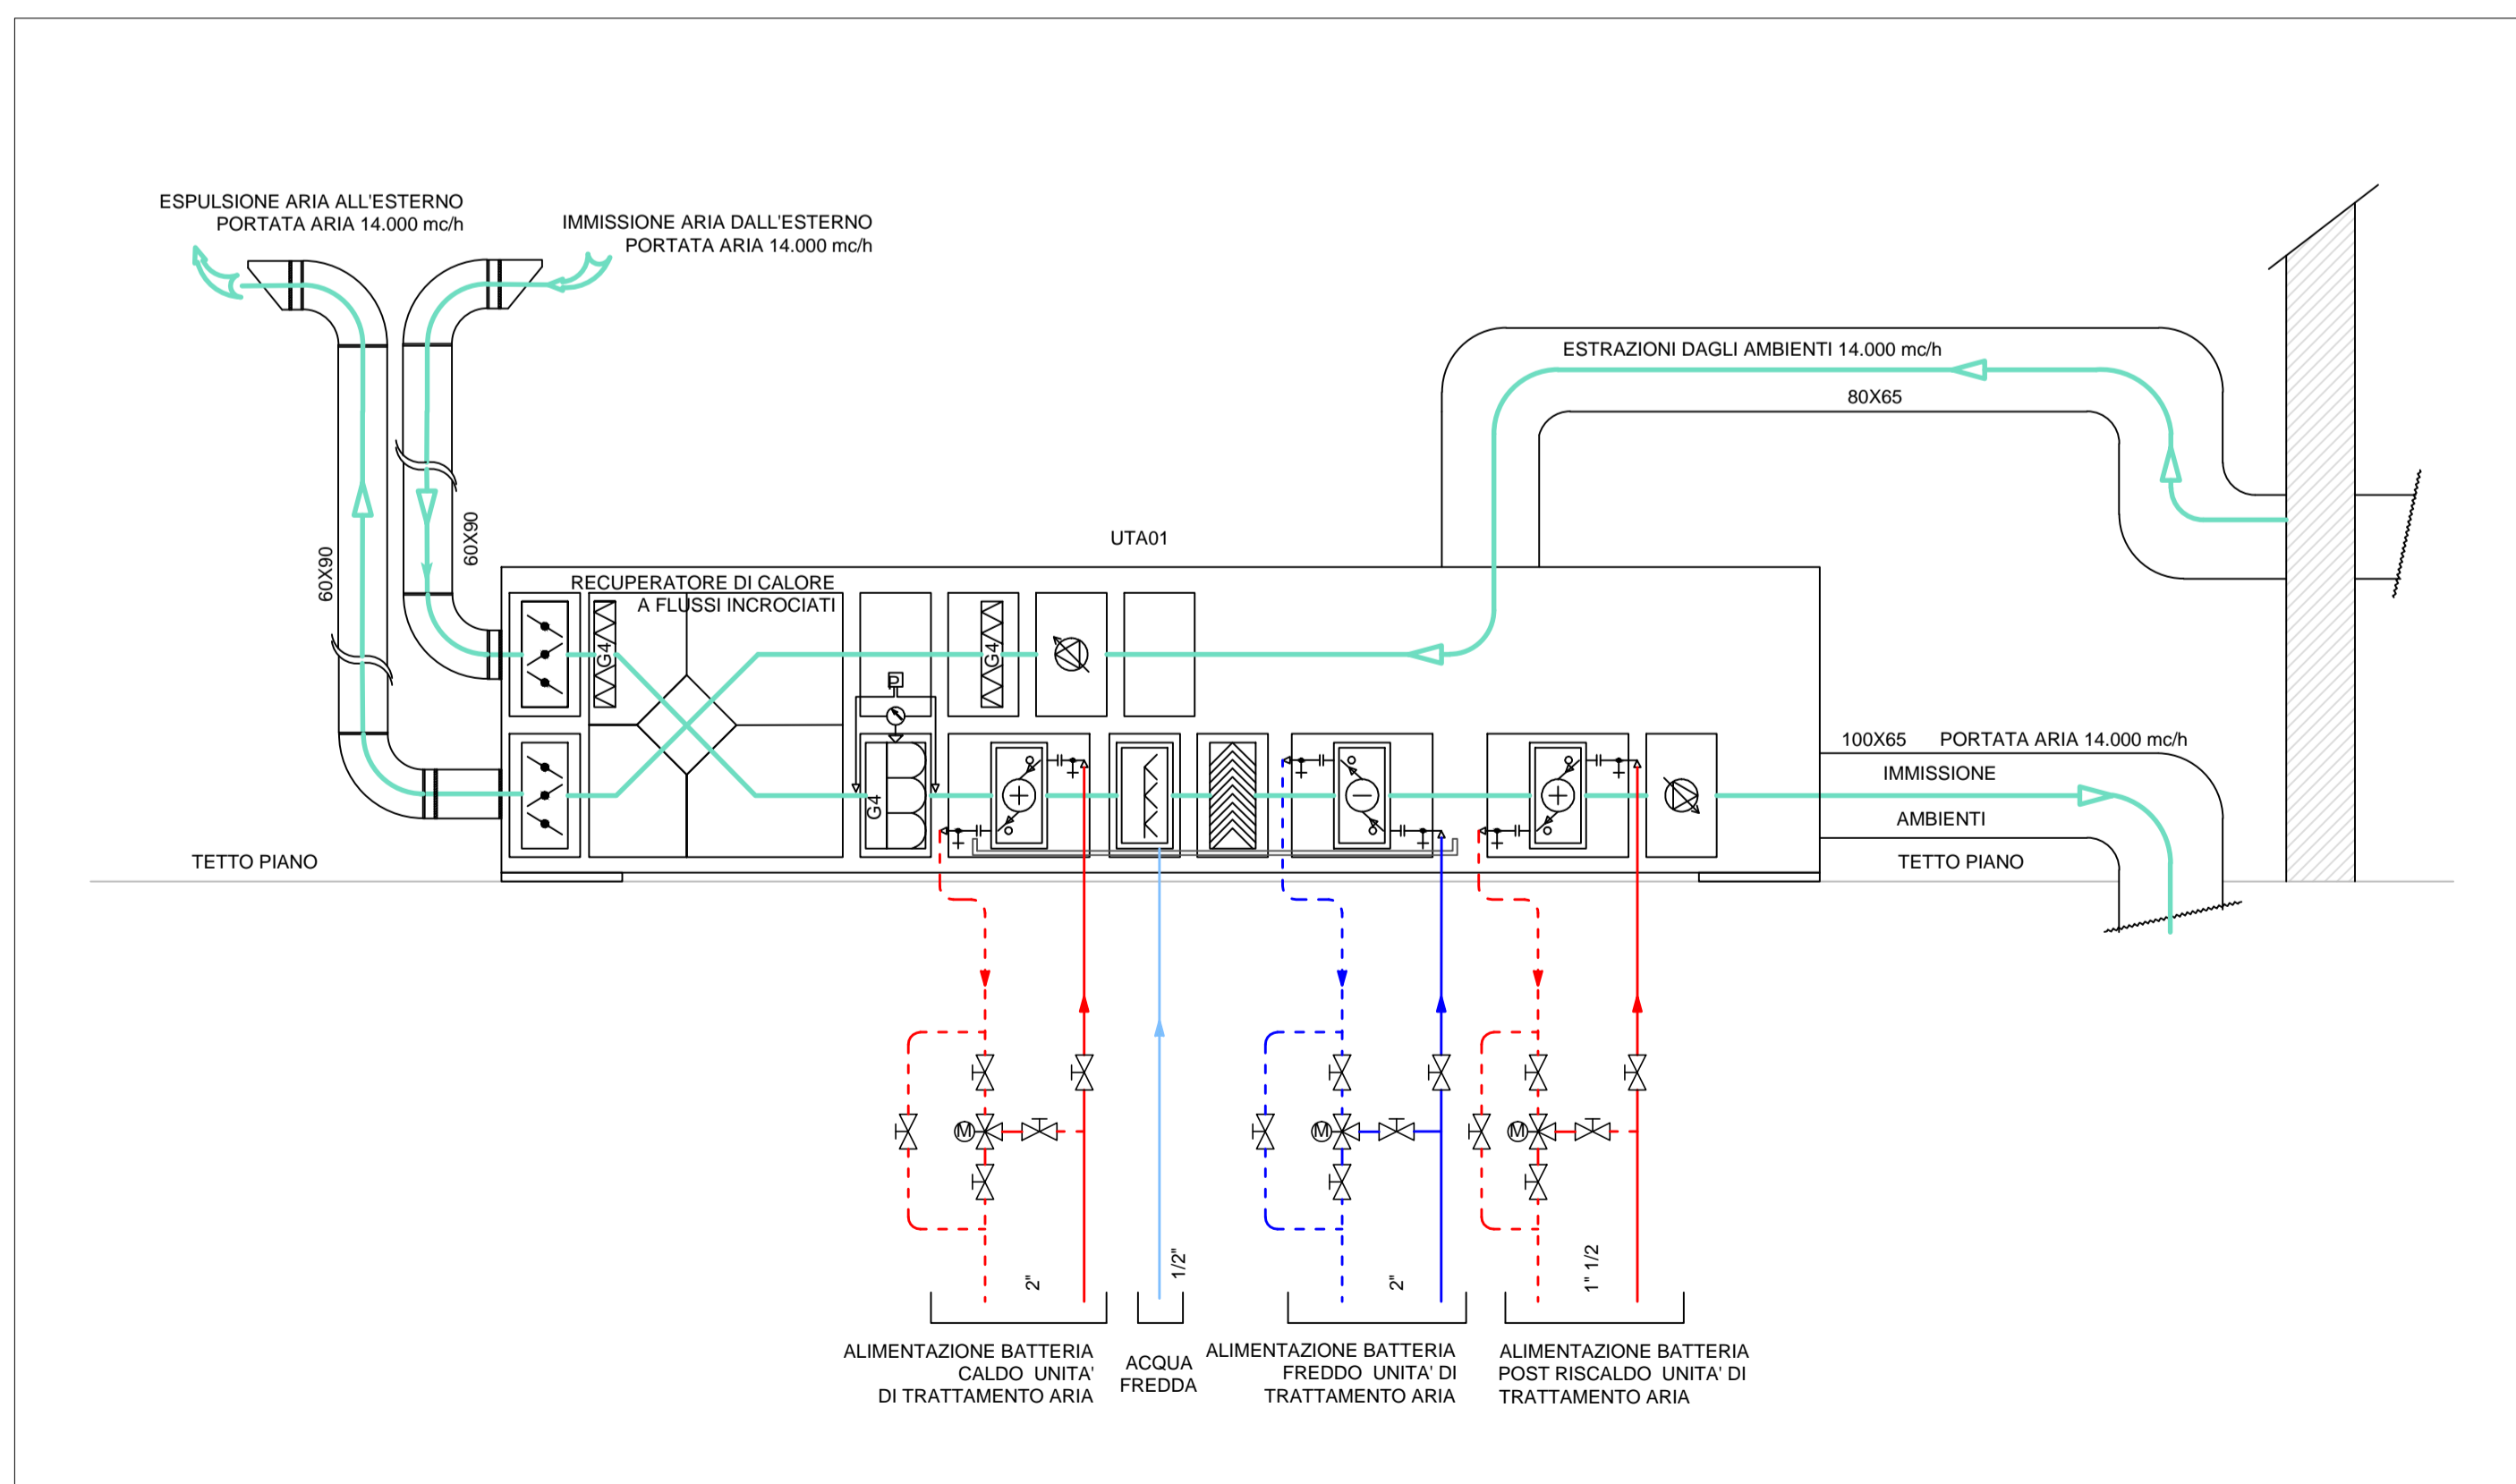 ESPULSIONE ARIA ALL'ESTERNO
PORTATA ARIA 14.000 mc/h
IMMISSIONE ARIA DALL'ESTERNO
PORTATA ARIA 14.000 mc/h
ESTRAZIONI DAGLI AMBIENTI 14.000 mc/h
80X65
60X90
60X90
UTA01
RECUPERATORE DI CALORE
A FLUSSI INCROCIATI
G4
G4
P
G4
100X65 PORTATA ARIA 14.000 mc/h
IMMISSIONE
AMBIENTI
TETTO PIANO
TETTO PIANO
M
M
M
2"
1/2"
2"
1" 1/2
ALIMENTAZIONE BATTERIA
CALDO UNITA'
DI TRATTAMENTO ARIA
ACQUA
FREDDA
ALIMENTAZIONE BATTERIA
FREDDO UNITA' DI
TRATTAMENTO ARIA
ALIMENTAZIONE BATTERIA
POST RISCALDO UNITA' DI
TRATTAMENTO ARIA